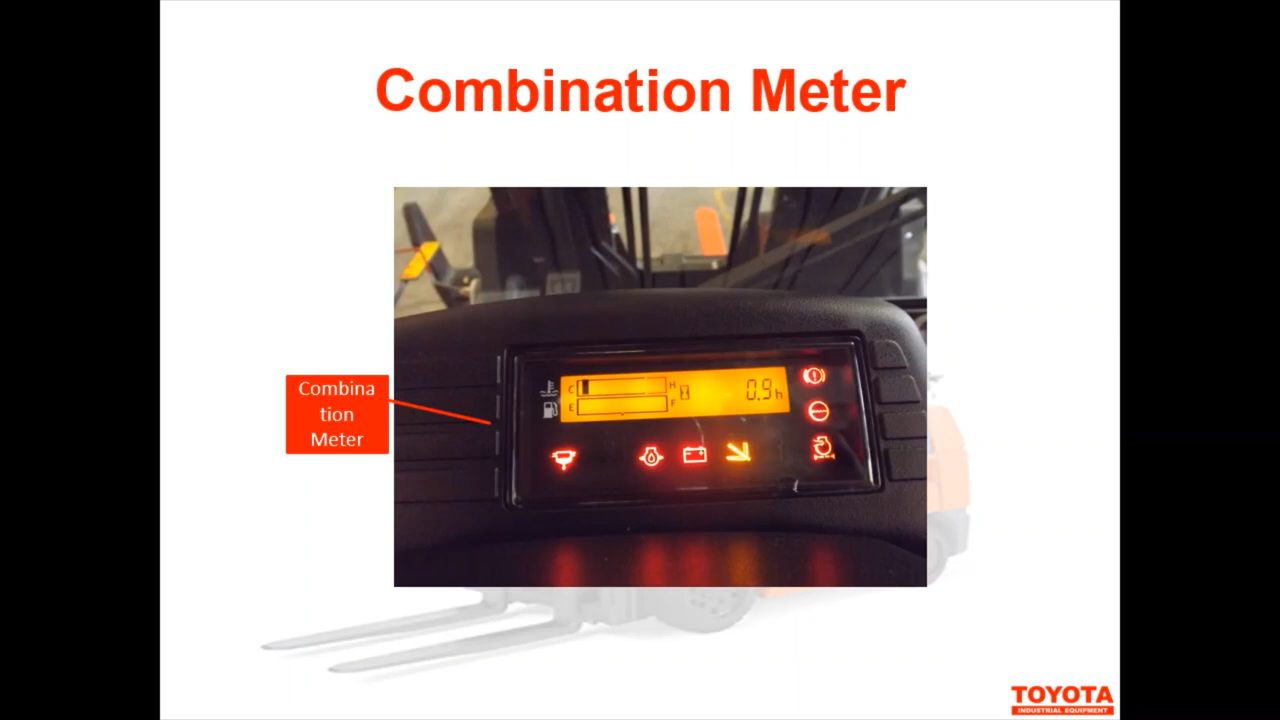 Combination Meter
Combina
tion
Meter
C H 0.9h
E F
TOYOTA
INDUSTRIAL EQUIPMENT